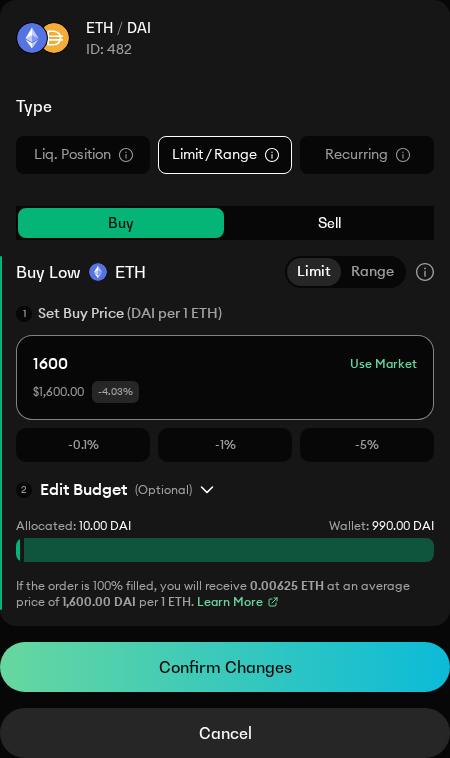 ETH / DAI
ID: 482
Type
Liq. Position
Limit / Range
Recurring
Buy
Sell
Buy Low ETH
Limit
Range
1 Set Buy Price (DAI per 1 ETH)
1600
Use Market
$1,600.00 -4.03%
-0.1%
-1%
-5%
2 Edit Budget (Optional)
Allocated: 10.00 DAI
Wallet: 990.00 DAI
If the order is 100% filled, you will receive 0.00625 ETH at an average
price of 1,600.00 DAI per 1 ETH. Learn More
Confirm Changes
Cancel